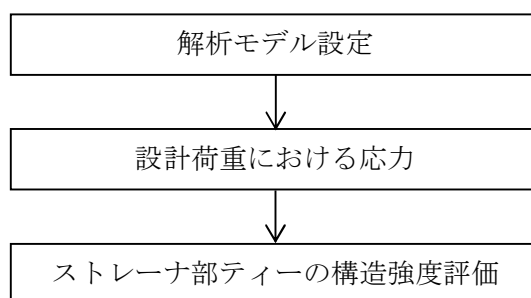 解析モデル設定
設計荷重における応力
ストレーナ部ティーの構造強度評価